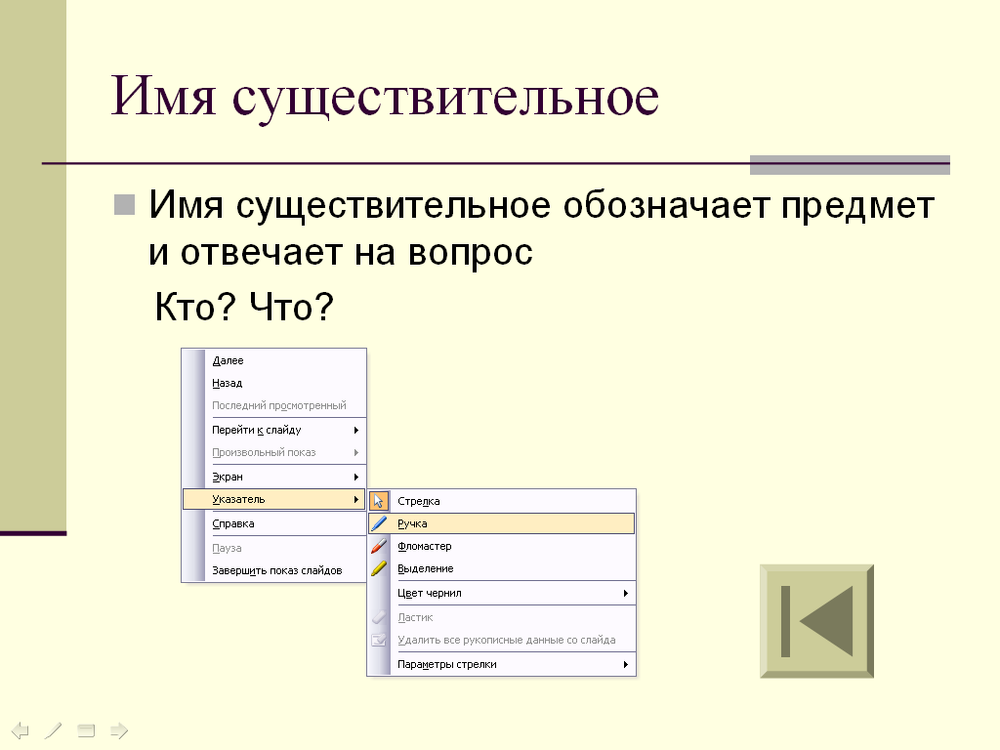 Имя существительное
Имя существительное обозначает предмет
и отвечает на вопрос
Кто? Что?
Далее
Назад
Последний просмотренный
Перейти к слайду
Произвольный показ
Экран
Указатель
Справка
Пауза
Завершить показ слайдов
Стрелка
Ручка
Фломастер
Выделение
Цвет чернил
Ластик
Удалить все рукописные данные со слайда
Параметры стрелки